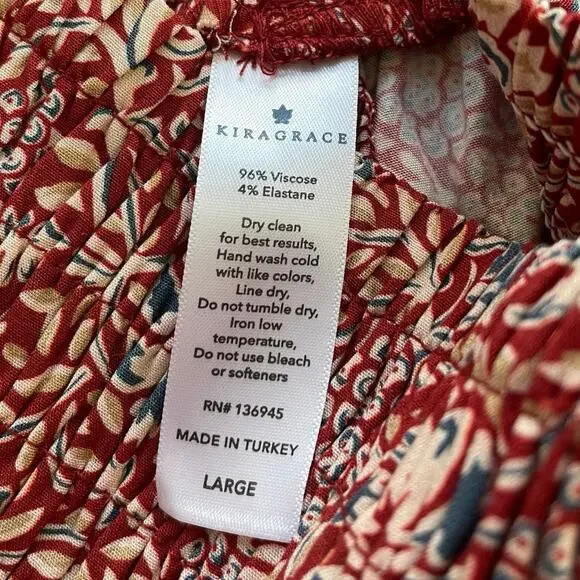 KIRAGRACE
96% Viscose
4% Elastane
Dry clean
for best results,
Hand wash cold
with like colors,
Line dry,
Do not tumble dry,
Iron low
temperature,
Do not use bleach
or softeners
RN# 136945
MADE IN TURKEY
LARGE